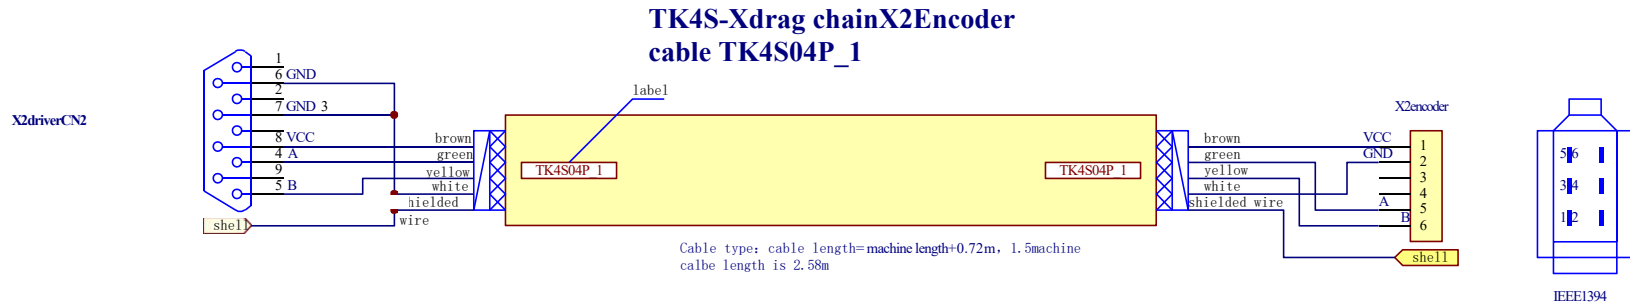 TK4S-Xdrag chainX2Encoder
cable TK4S04P_1
X2driverCN2
1
6 GND
2
7 GND 3
8 VCC
4 A
9
5 B
shell
brown
green
yellow
white
hielded
wire
label
TK4S04P_1
TK4S04P_1
brown
green
yellow
white
shielded wire
Cable type: cable length=machine length+0.72m, 1.5machine
calbe length is 2.58m
X2encoder
VCC 1
GND 2
3
4
A 5
B 6
shell
5 6
3 4
1 2
IEEE1394